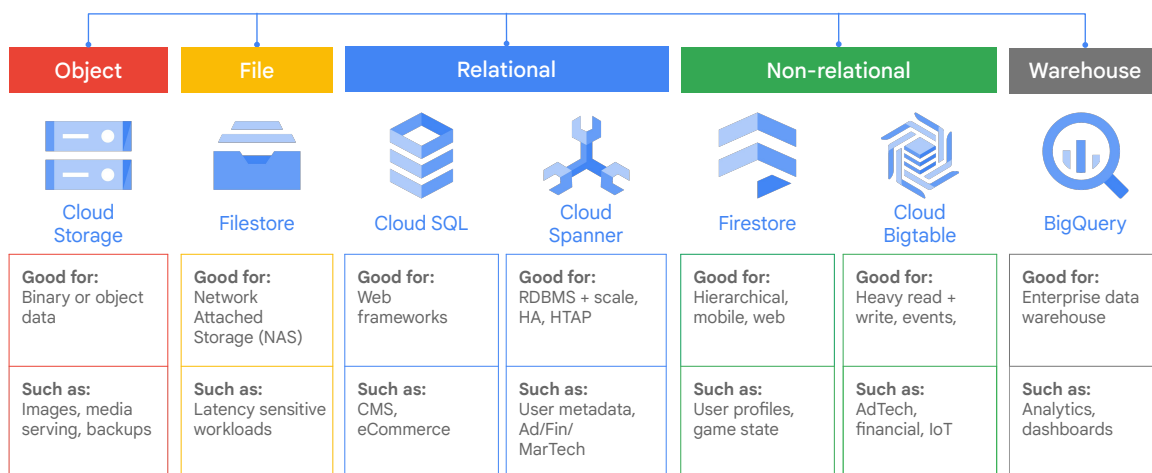 Object
File
Relational
Non-relational
Warehouse
Cloud
Storage
Filestore
Cloud SQL
Cloud
Spanner
Firestore
Cloud
Bigtable
BigQuery
Good for:
Binary or object
data
Good for:
Network
Attached
Storage (NAS)
Good for:
Web
frameworks
Good for:
RDBMS + scale,
HA, HTAP
Good for:
Hierarchical,
mobile, web
Good for:
Heavy read +
write, events,
Good for:
Enterprise data
warehouse
Such as:
Images, media
serving, backups
Such as:
Latency sensitive
workloads
Such as:
CMS,
eCommerce
Such as:
User metadata,
Ad/Fin/
MarTech
Such as:
User profiles,
game state
Such as:
AdTech,
financial, IoT
Such as:
Analytics,
dashboards